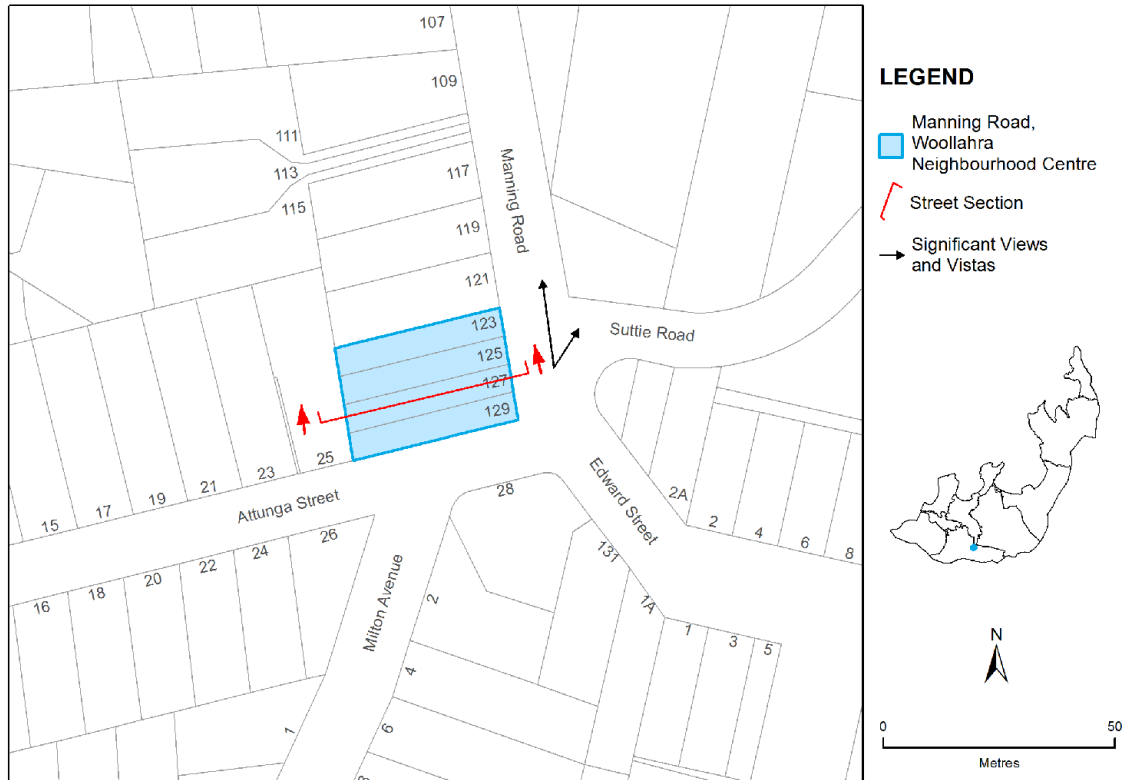 107
109
111
113
115
117
119
121
123
125
127
129
Manning Road
Suttie Road
Edward Street
Attunga Street
Milton Avenue
15
17
19
21
23
25
16
18
20
22
24
26
28
131
1A
1
3
5
2A
2
4
6
8
2
4
6
8
1
LEGEND
Manning Road,
Woollahra
Neighbourhood Centre
Street Section
Significant Views
and Vistas
N
0
50
Metres